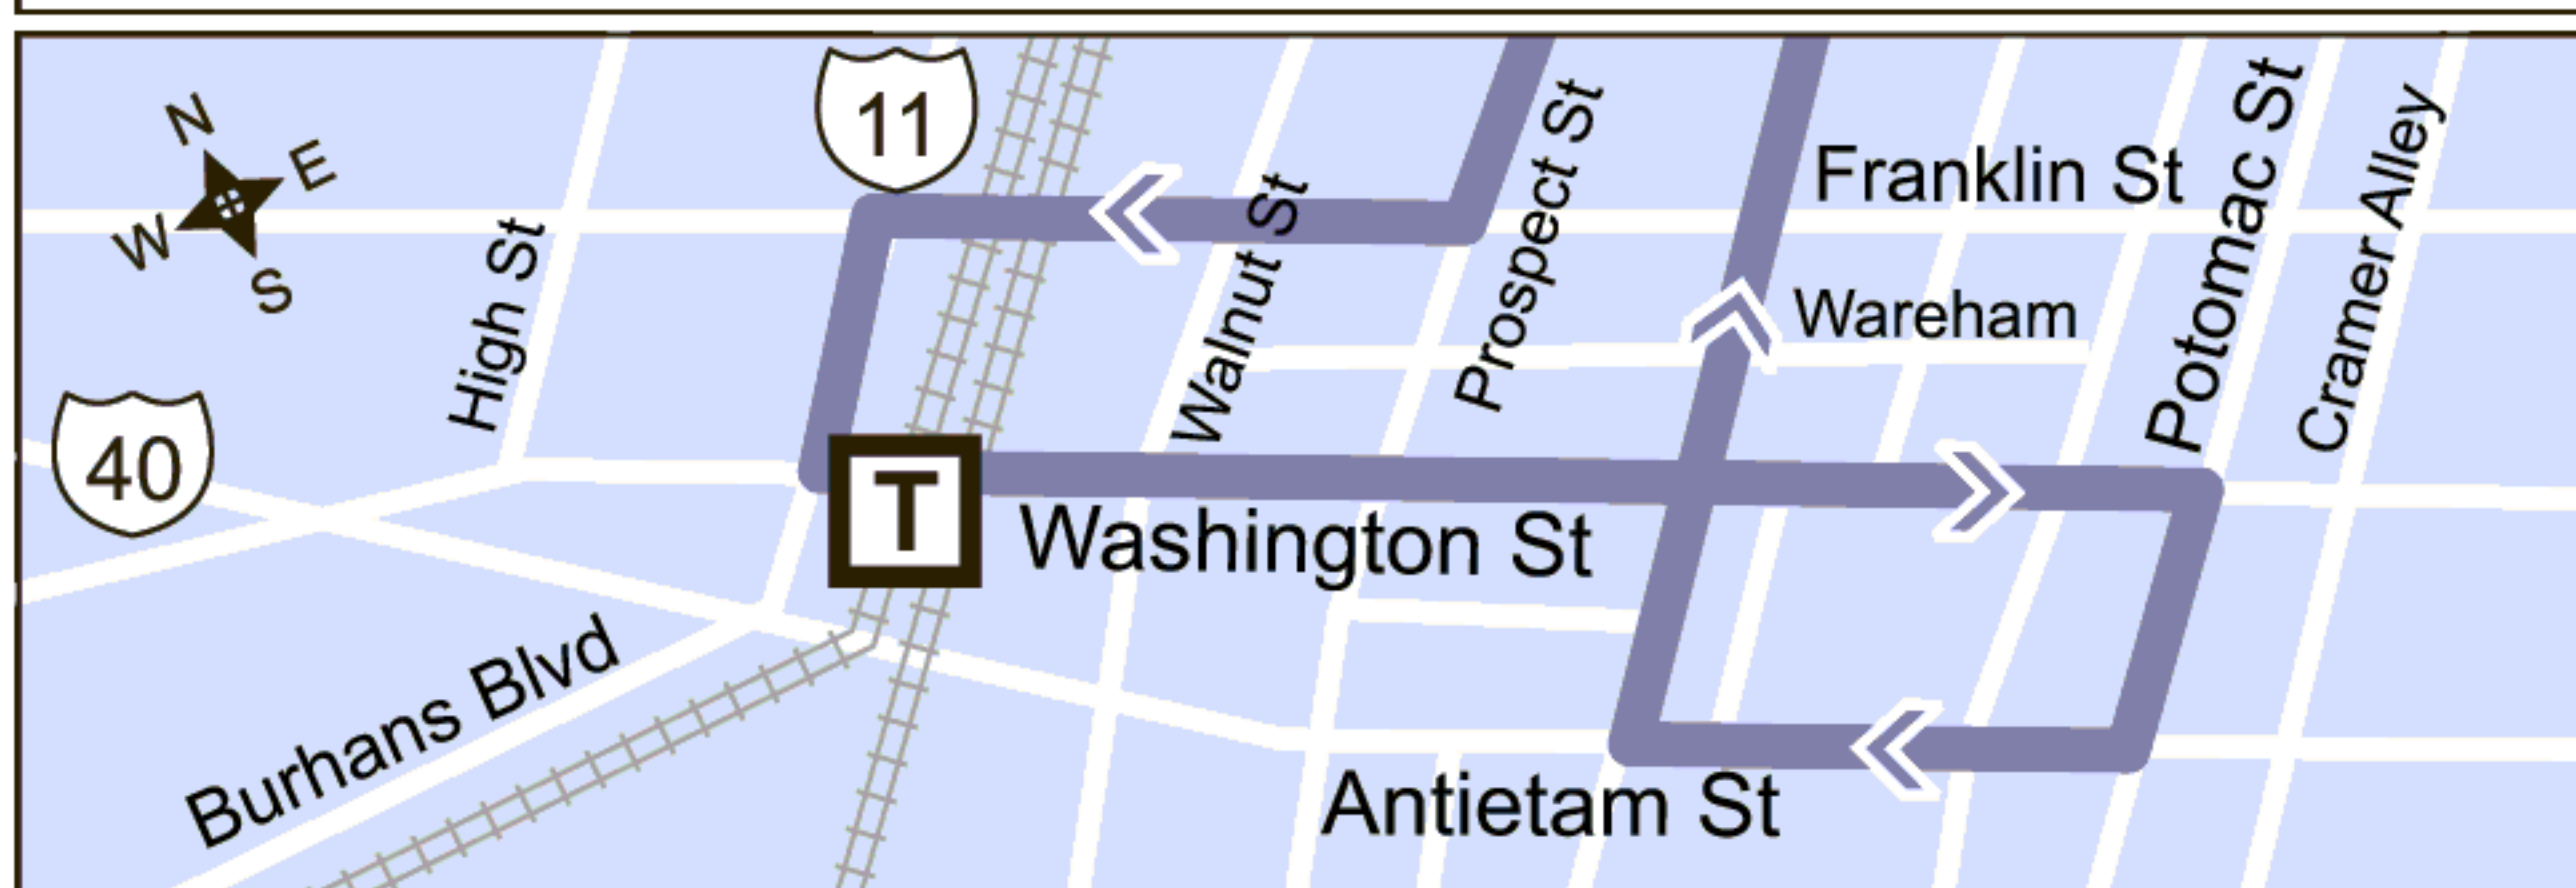 N
E
W
S
11
40
High St
Walnut St
Prospect St
Franklin St
Wareham
Potomac St
Cramer Alley
T
Washington St
Burhans Blvd
Antietam St